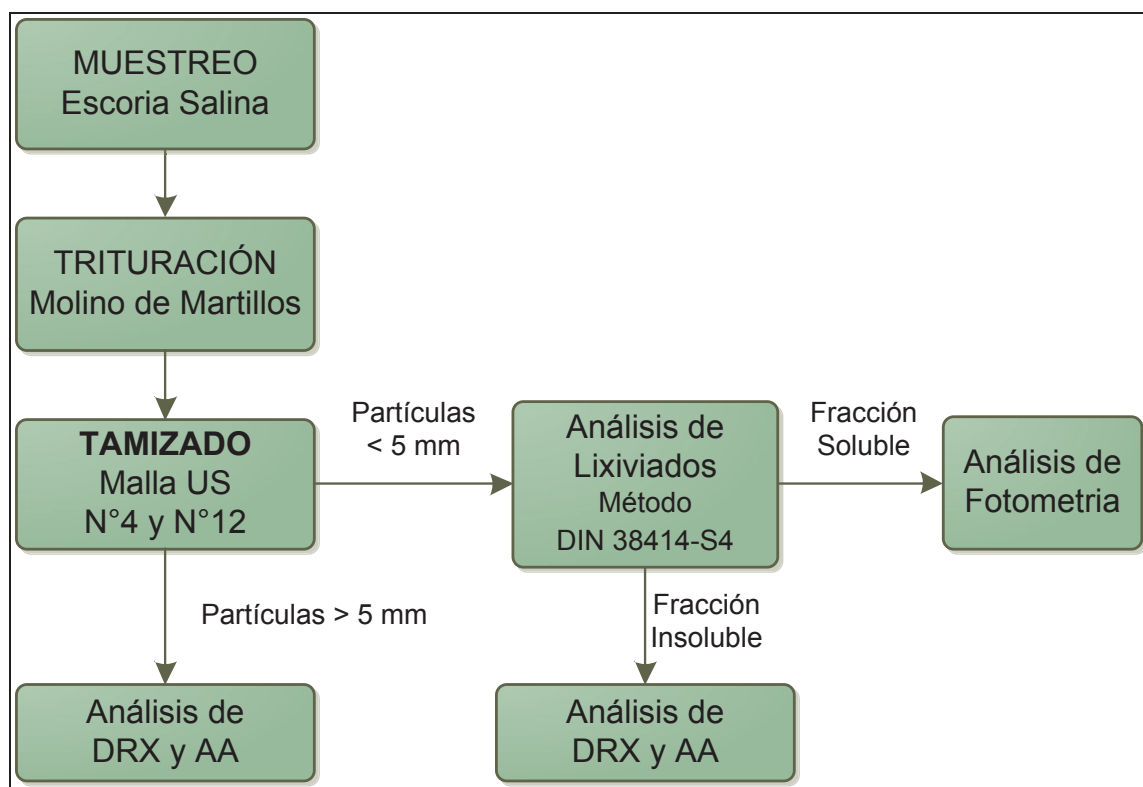 MUESTREO
Escoria Salina
TRITURACIÓN
Molino de Martillos
TAMIZADO
Malla US
N°4 y N°12
Partículas
< 5 mm
Análisis de
Lixiviados
Método
DIN 38414-S4
Fracción
Soluble
Análisis de
Fotometria
Partículas > 5 mm
Fracción
Insoluble
Análisis de
DRX y AA
Análisis de
DRX y AA